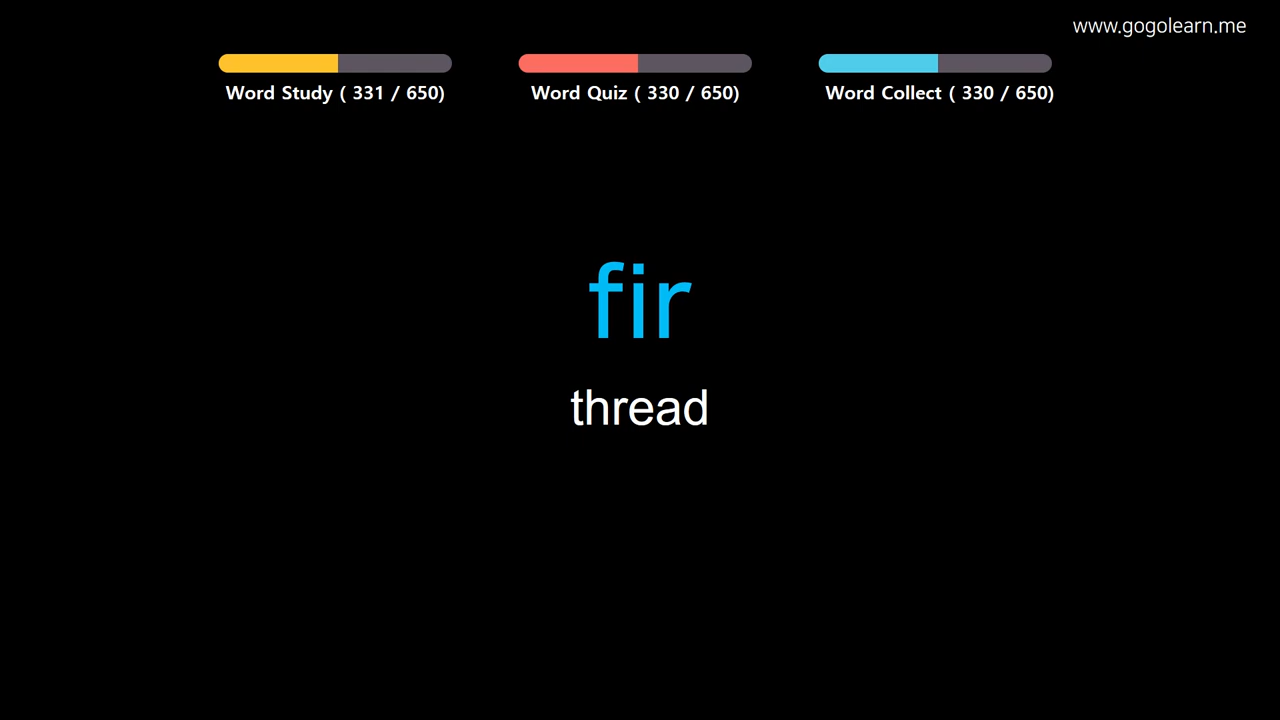 www.gogolearn.me
Word Study ( 331 / 650)
Word Quiz ( 330 / 650)
Word Collect ( 330 / 650)
fir
thread